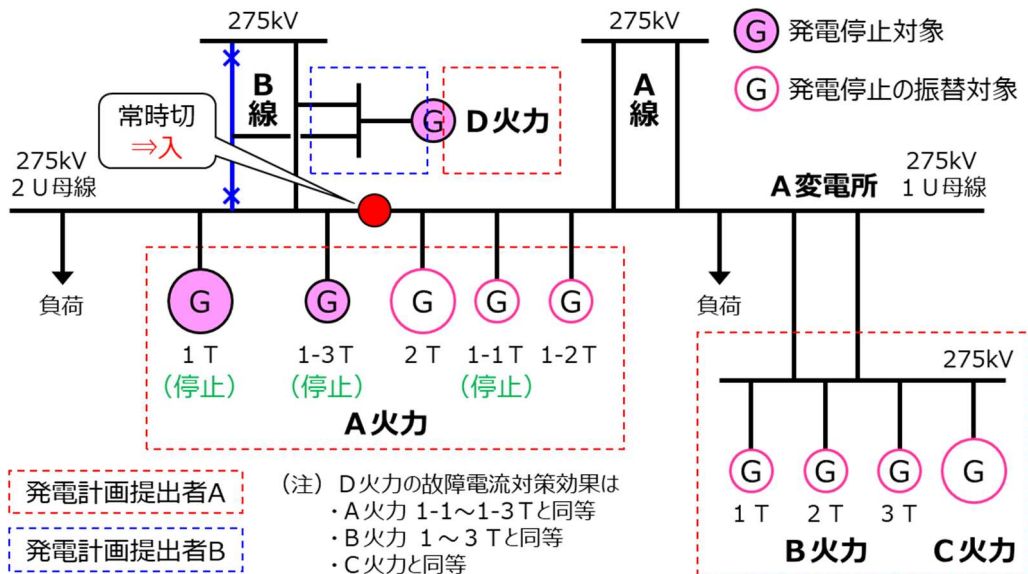 275kV
275kV
G 発電停止対象
G 発電停止の振替対象
常時切
⇒入
B線
G
D火力
A線
275kV
2U母線
A変電所
275kV
1U母線
負荷
G
G
G
G
G
負荷
1T
1-3T
2T
1-1T
1-2T
(停止)
(停止)
(停止)
A火力
275kV
G
G
G
G
1T
2T
3T
B火力
C火力
発電計画提出者A
発電計画提出者B
(注)D火力の故障電流対策効果は
・A火力 1-1~1-3Tと同等
・B火力 1~3Tと同等
・C火力と同等